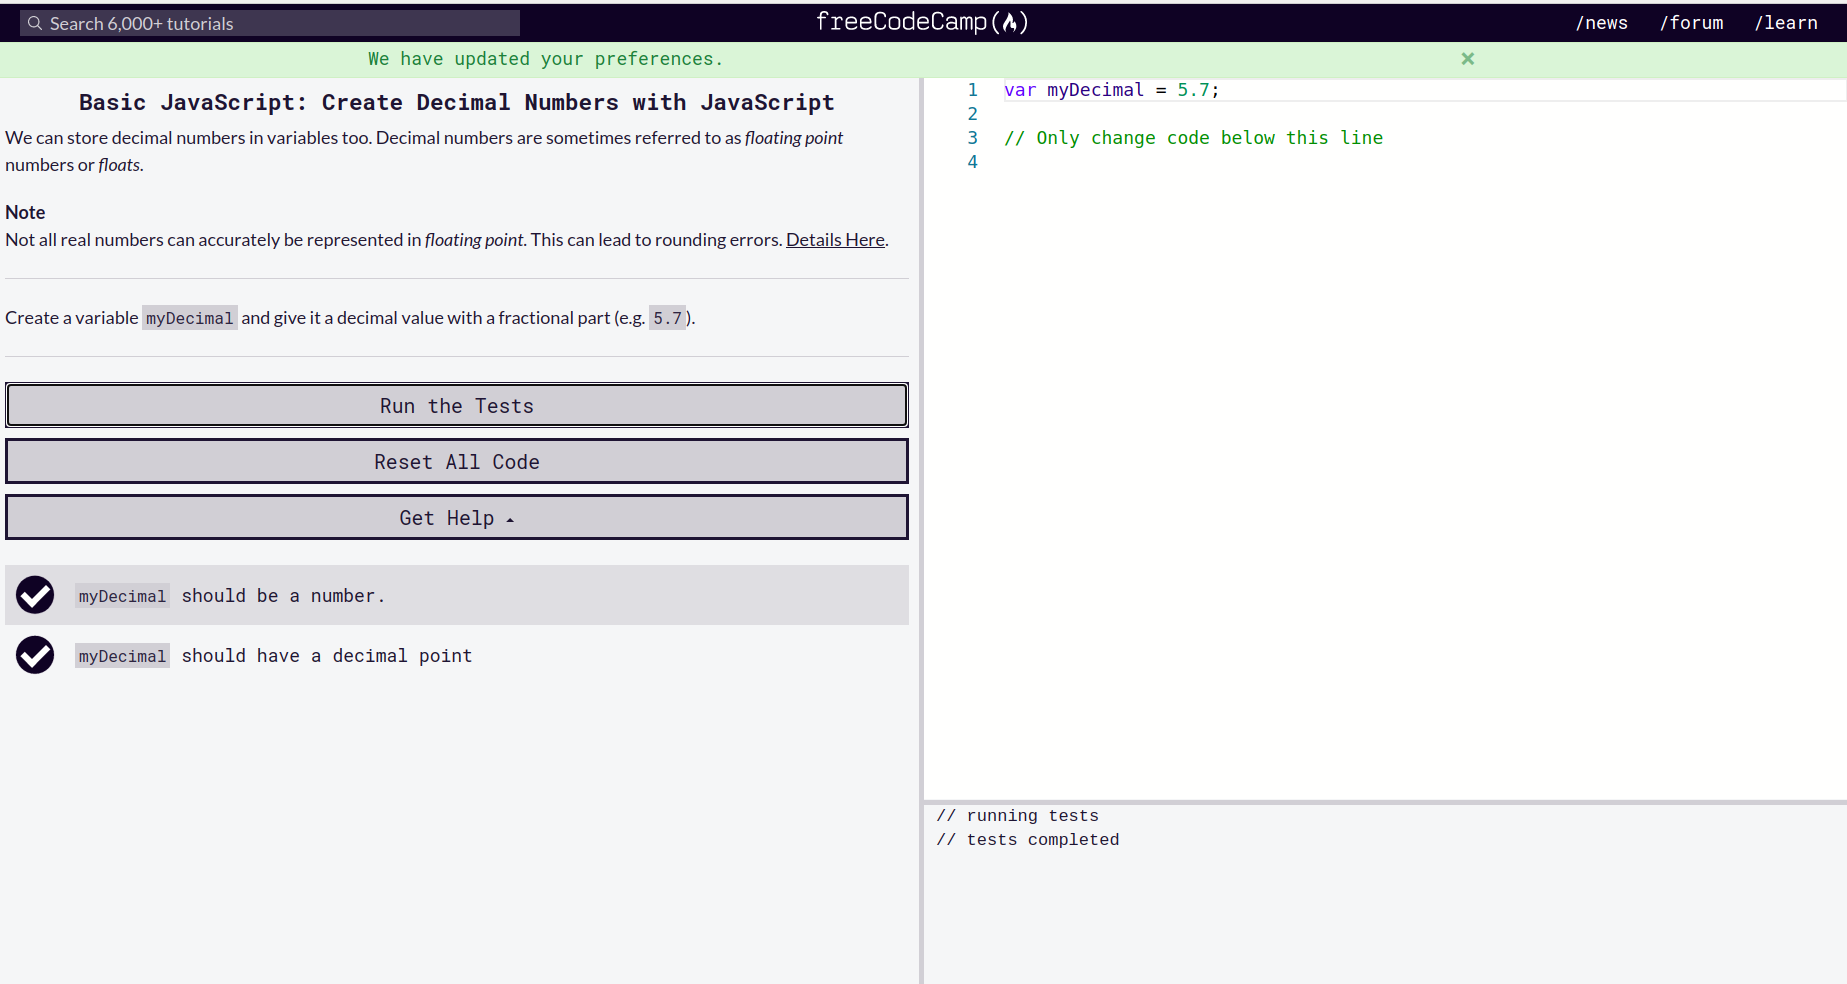 Search 6,000+ tutorials
freeCodeCamp
/news /forum /learn
We have updated your preferences. ×
Basic JavaScript: Create Decimal Numbers with JavaScript
We can store decimal numbers in variables too. Decimal numbers are sometimes referred to as floating point
numbers or floats.
Note
Not all real numbers can accurately be represented in floating point. This can lead to rounding errors. Details Here.
Create a variable myDecimal and give it a decimal value with a fractional part (e.g. 5.7 ).
Run the Tests
Reset All Code
Get Help
myDecimal should be a number.
myDecimal should have a decimal point
1 var myDecimal = 5.7;
2
3 // Only change code below this line
4
// running tests
// tests completed